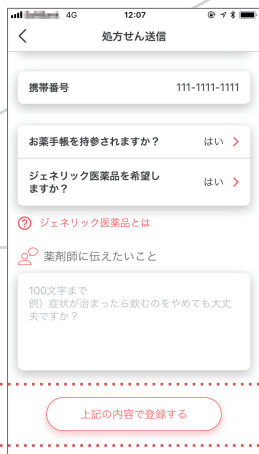 4G 12:07
処方せん送信
携帯番号 111-1111-1111
お薬手帳を持参されますか? はい
ジェネリック医薬品を希望し
ますか? はい
? ジェネリック医薬品とは
薬剤師に伝えたいこと
100文字まで
例）症状が治まったら飲むのをやめても大丈
夫ですか？
上記の内容で登録する